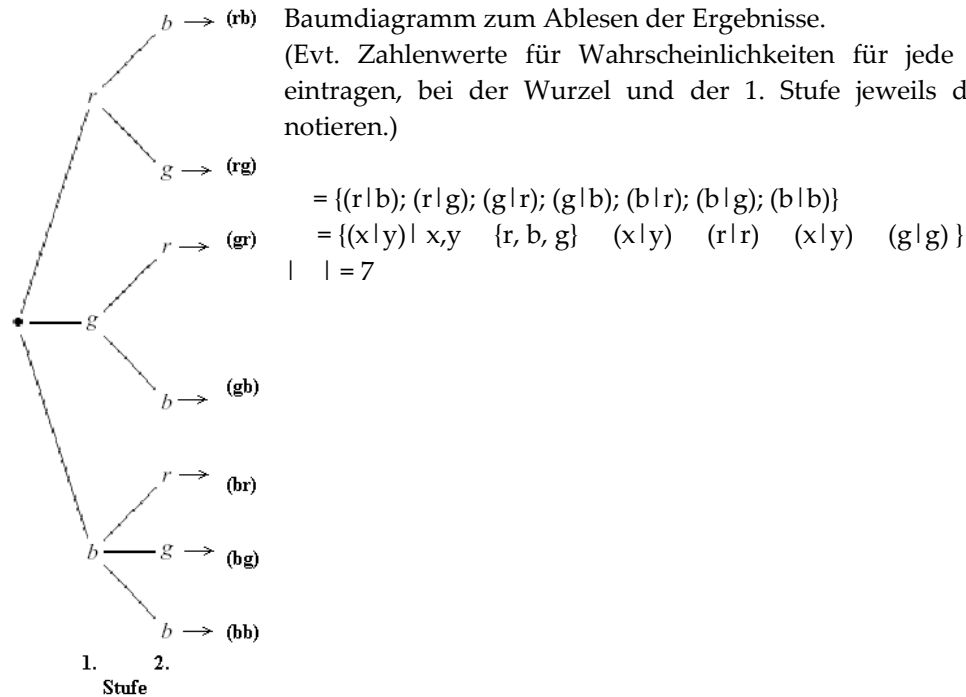 b → (rb)
Baumdiagramm zum Ablesen der Ergebnisse.
(Evt. Zahlenwerte für Wahrscheinlichkeiten für jede
eintragen, bei der Wurzel und der 1. Stufe jeweils d
notieren.)
r
g → (rg)
= {(r|b); (r|g); (g|r); (g|b); (b|r); (b|g); (b|b)}
= {(x|y)| x,y {r, b, g} (x|y) (r|r) (x|y) (g|g) }
| | = 7
r → (gr)
g
b → (gb)
r → (br)
b
g → (bg)
b → (bb)
1. 2.
Stufe